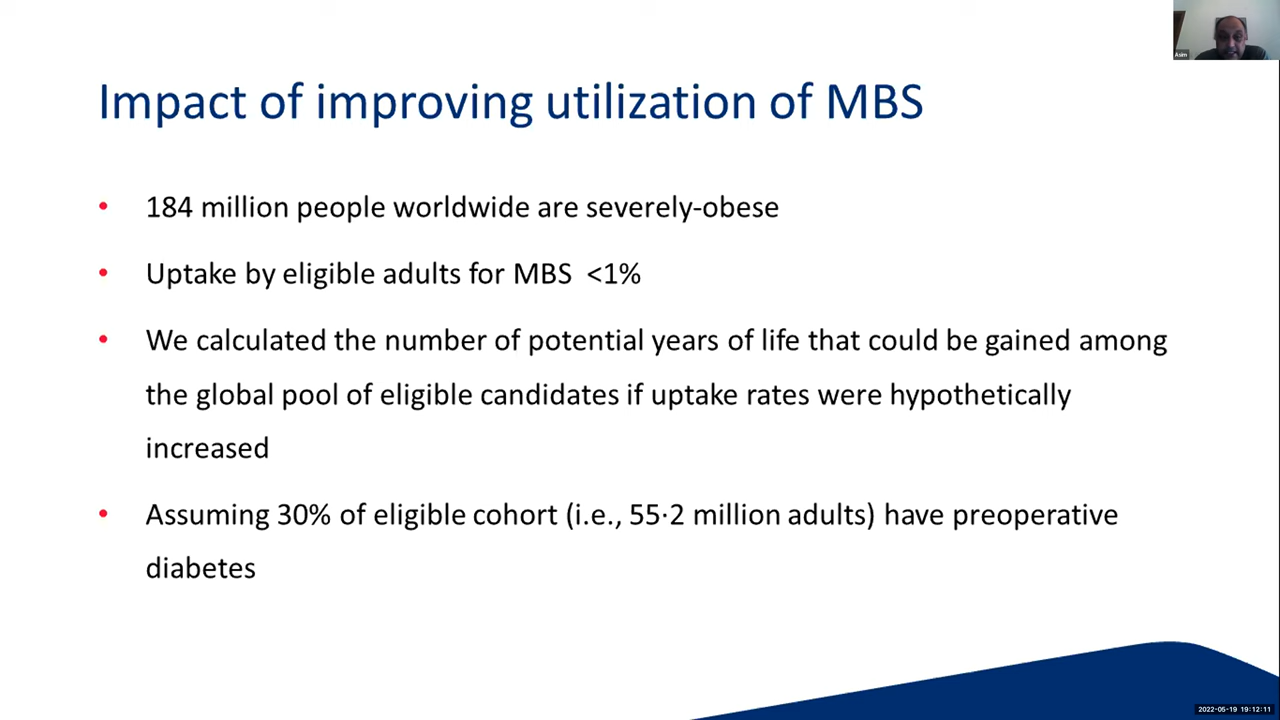 Asim
Impact of improving utilization of MBS
• 184 million people worldwide are severely-obese
• Uptake by eligible adults for MBS <1%
• We calculated the number of potential years of life that could be gained among
the global pool of eligible candidates if uptake rates were hypothetically
increased
• Assuming 30% of eligible cohort (i.e., 55·2 million adults) have preoperative
diabetes
2022-05-19 19:12:11